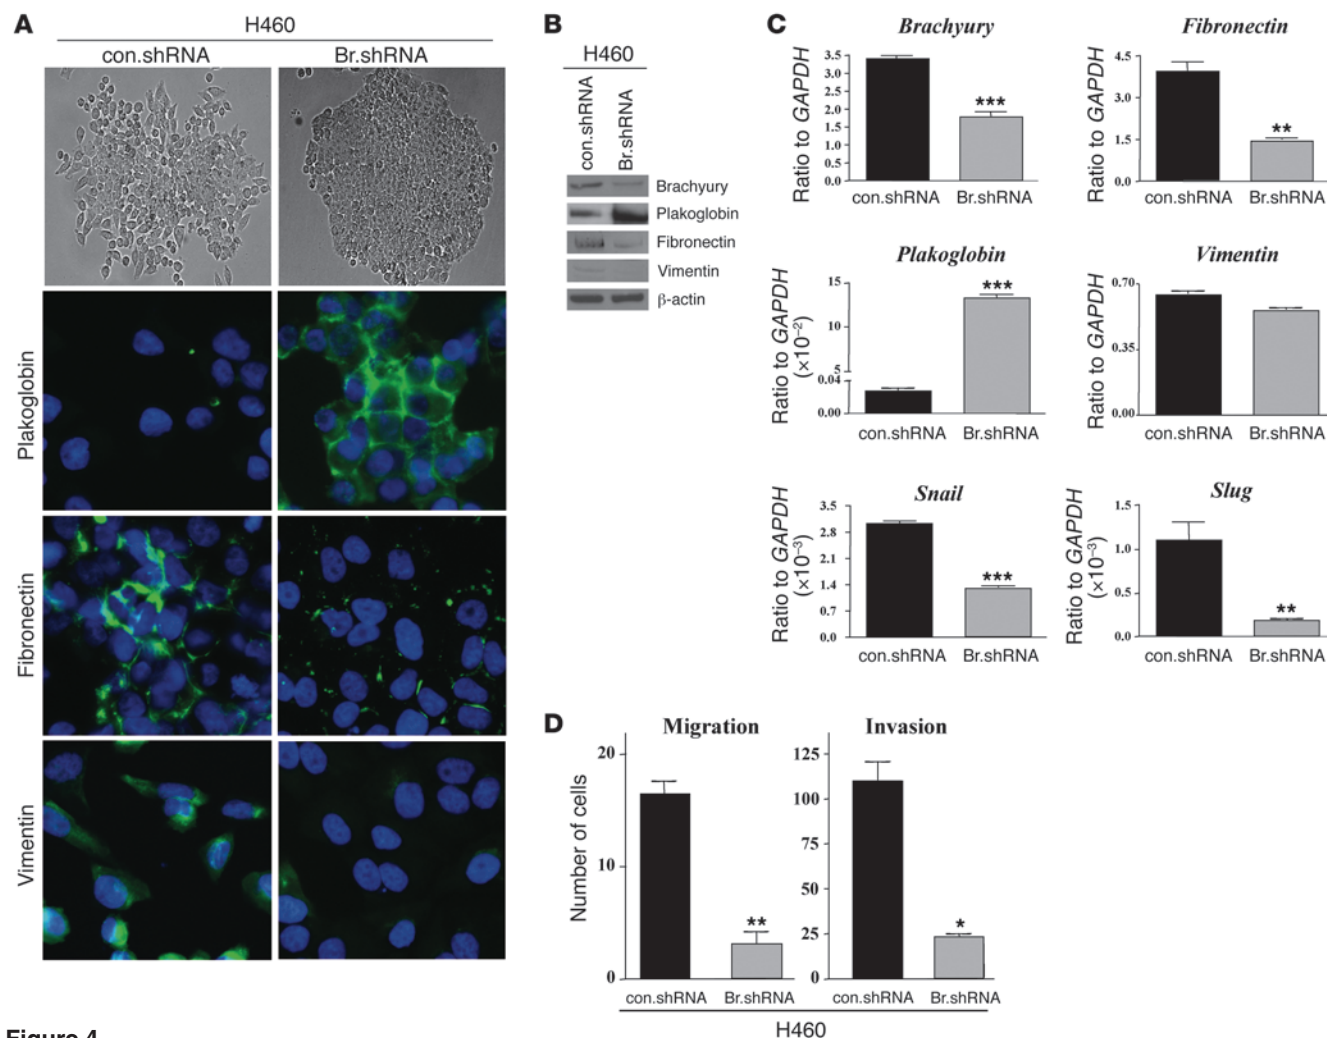 A
H460
con.shRNA Br.shRNA
Plakoglobin
Fibronectin
Vimentin
B
H460
con.shRNA
Br.shRNA
Brachyury
Plakoglobin
Fibronectin
Vimentin
β-actin
C
Brachyury
Ratio to GAPDH
3.5
3.0
2.5
2.0
1.5
1.0
0.5
0.0
***
con.shRNA Br.shRNA
Fibronectin
Ratio to GAPDH
4.5
3.0
1.5
0.0
**
con.shRNA Br.shRNA
Plakoglobin
Ratio to GAPDH
(×10⁻²)
15
10
5
0.04
0.00
***
con.shRNA Br.shRNA
Vimentin
Ratio to GAPDH
0.70
0.35
0.00
con.shRNA Br.shRNA
Snail
Ratio to GAPDH
(×10⁻³)
3.5
2.8
2.1
1.4
0.7
0.0
***
con.shRNA Br.shRNA
Slug
Ratio to GAPDH
(×10⁻³)
1.5
1.0
0.5
0.0
**
con.shRNA Br.shRNA
D
Migration
Number of cells
20
10
0
**
con.shRNA Br.shRNA
Invasion
125
100
75
50
25
0
*
con.shRNA Br.shRNA
H460
Figure 4